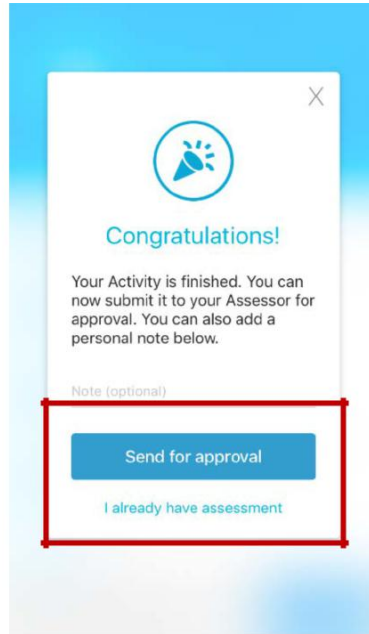 X
Congratulations!
Your Activity is finished. You can
now submit it to your Assessor for
approval. You can also add a
personal note below.
Note (optional)
Send for approval
I already have assessment